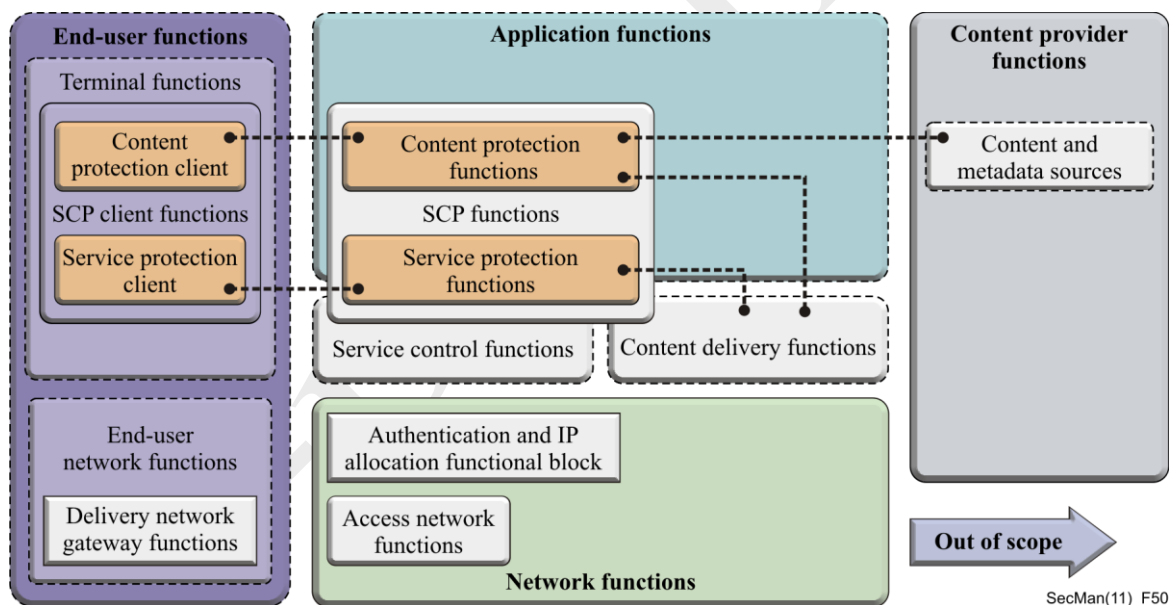 End-user functions
Terminal functions
Content
protection client
SCP client functions
Service protection
client
End-user
network functions
Delivery network
gateway functions
Application functions
Content protection
functions
SCP functions
Service protection
functions
Service control functions
Content delivery functions
Authentication and IP
allocation functional block
Access network
functions
Network functions
Content provider
functions
Content and
metadata sources
Out of scope
SecMan(11)_F50